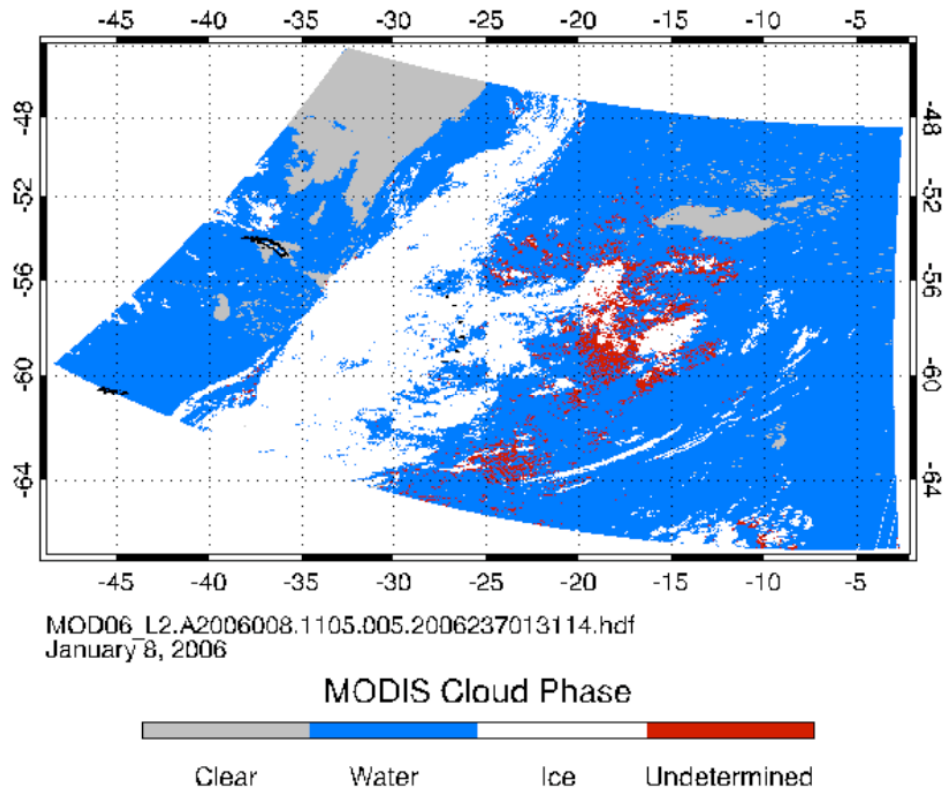 -45 -40 -35 -30 -25 -20 -15 -10 -5
-48 -48
-52 -52
-56 -56
-60 -60
-64 -64
-45 -40 -35 -30 -25 -20 -15 -10 -5
MOD06_L2.A2006008.1105.005.2006237013114.hdf
January 8, 2006
MODIS Cloud Phase
Clear Water Ice Undetermined